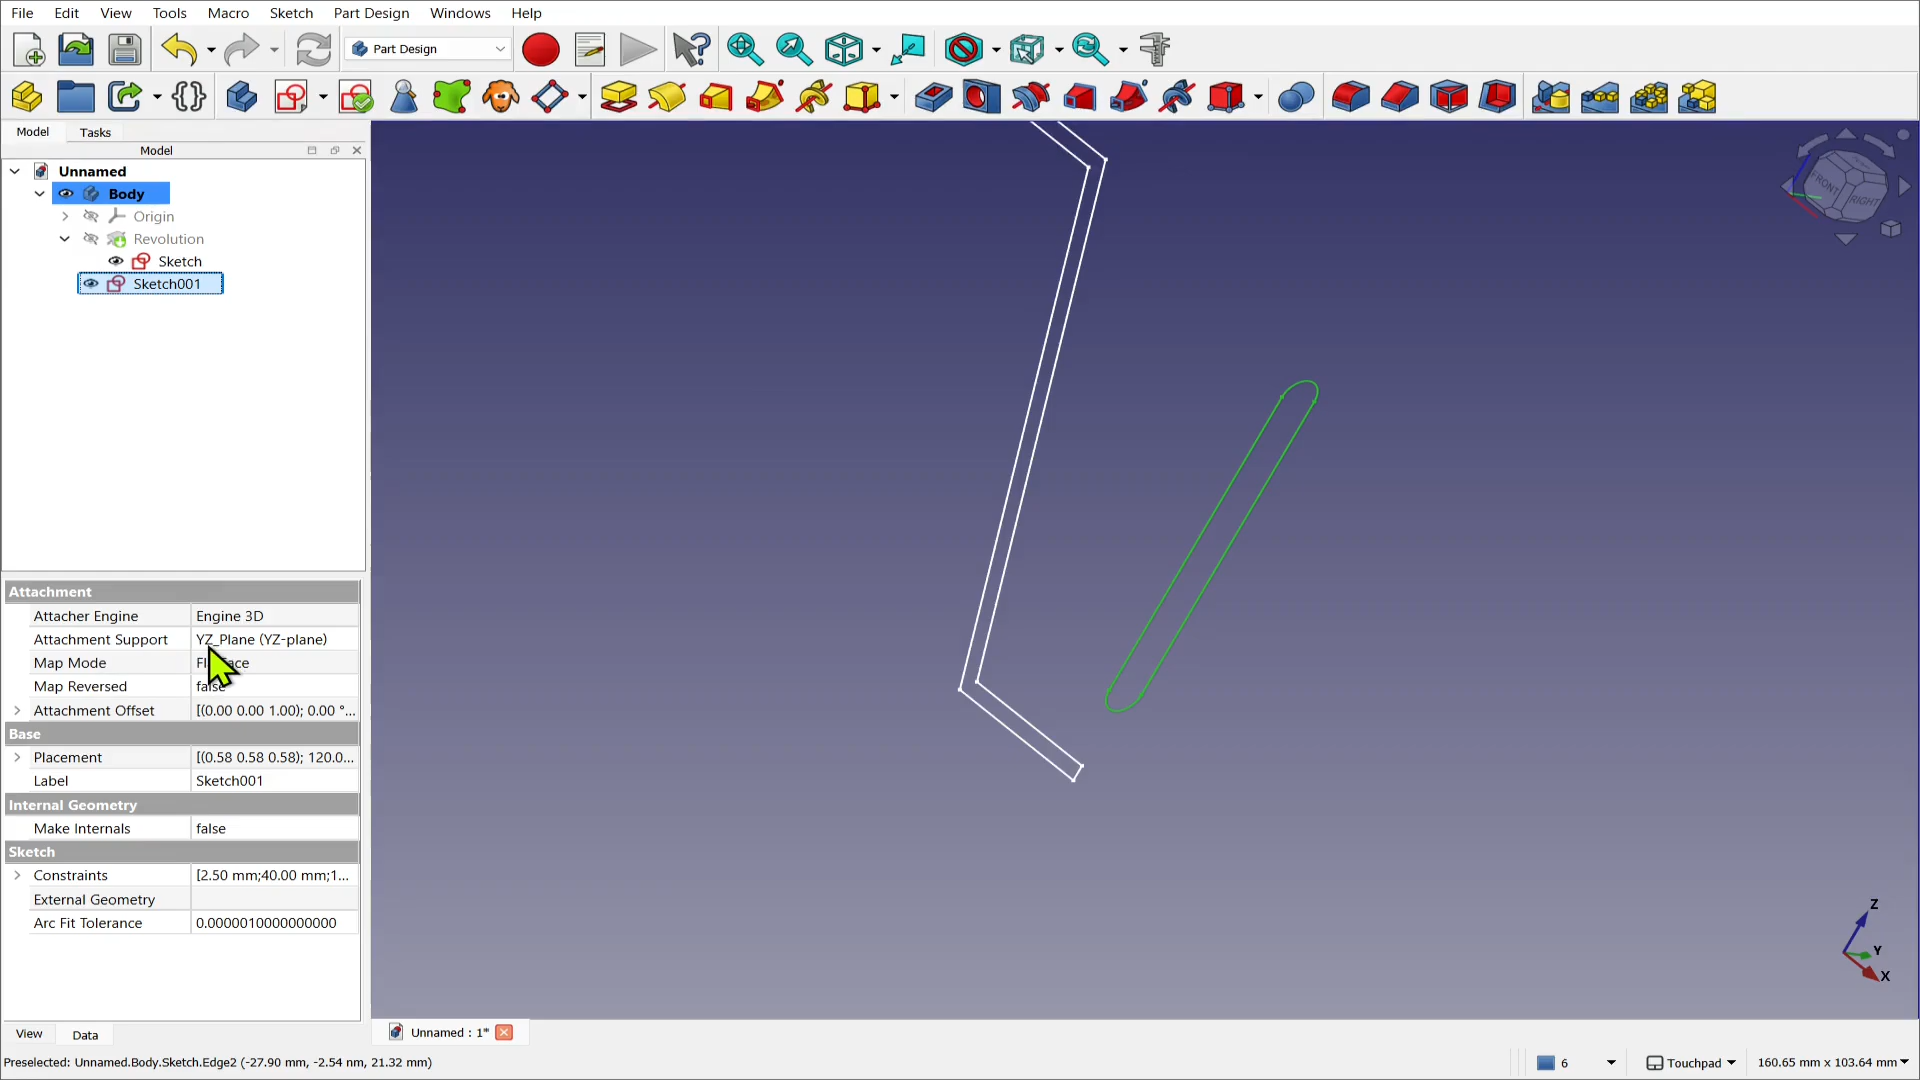 File Edit View Tools Macro Sketch Part Design Windows Help
Part Design
Model Tasks
Model
Unnamed
Body
Origin
Revolution
Sketch
Sketch001
FRONT RIGHT
Attachment
Attacher Engine Engine 3D
Attachment Support YZ_Plane (YZ-plane)
Map Mode
Map Reversed false
Attachment Offset [(0.00 0.00 1.00); 0.00 °...
Base
Placement [(0.58 0.58 0.58); 120.0...
Label Sketch001
Internal Geometry
Make Internals false
Sketch
Constraints [2.50 mm;40.00 mm;1...
External Geometry
Arc Fit Tolerance 0.0000010000000000
Z
Y
X
View Data
Unnamed : 1*
Preselected: Unnamed.Body.Sketch.Edge2 (-27.90 mm, -2.54 nm, 21.32 mm)
6 Touchpad 160.65 mm x 103.64 mm